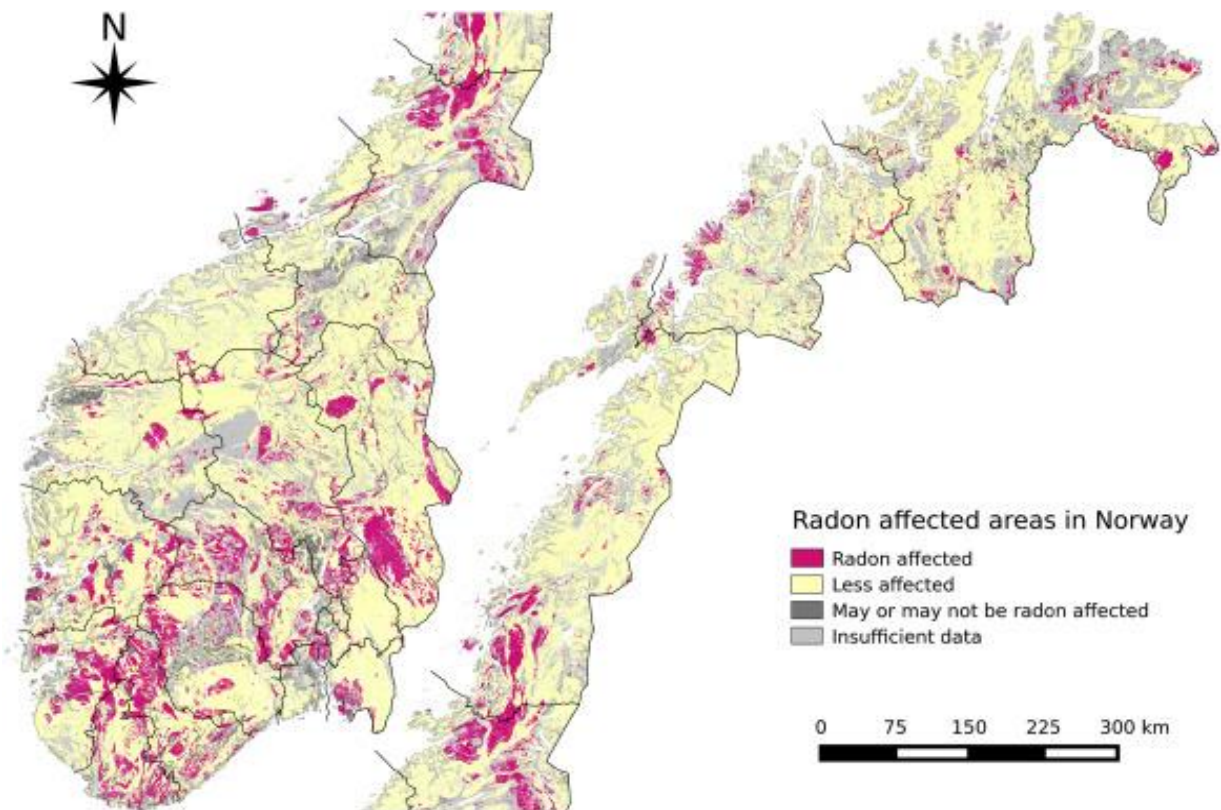 N
Radon affected areas in Norway
Radon affected
Less affected
May or may not be radon affected
Insufficient data
0 75 150 225 300 km